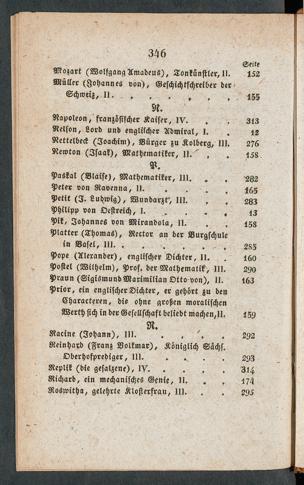 346
Seite
Mozart (Wolfgang Amadeus), Tonkünstler, II. 152
Müller (Johannes von), Geschichtschreiber der
Schweiz, II. . . . . . . 155
N.
Napoleon, französischer Kaiser, IV. . . 313
Nelson, Lord und englischer Admiral, I. . 12
Nettelbeck (Joachim), Bürger zu Kolberg, III. 276
Newton (Isaak), Mathematiker, II. . . 158
P.
Paskal (Blaise), Mathematiker, III. . . 282
Peter von Ravenna, II. . . . . 165
Petit (J. Ludwig), Wundarzt, III. . . 283
Philipp von Oestreich, I. . . . . 13
Pik, Johannes von Mirandola, II. . . 158
Platter (Thomas), Rector an der Burgschule
in Basel, III. . . . . . . 285
Pope (Alexander), englischer Dichter, II. . 160
Postel (Wilhelm), Prof. der Mathematik, III. 290
Praun (Sigismund Maximilian Otto von), II. 163
Prior, ein englischer Dichter, er gehört zu den
Characteren, die ohne großen moralischen
Werth sich in der Gesellschaft beliebt machen, II. 159
R.
Racine (Johann), III. . . . . 292
Reinhard (Franz Volkmar), Königlich Sächs.
Oberhofprediger, III. . . . . 293
Replik (die gesalzene), IV. . . . . 314
Richard, ein mechanisches Genie, II. . . 174
Roswitha, gelehrte Klosterfrau, III. . . 295